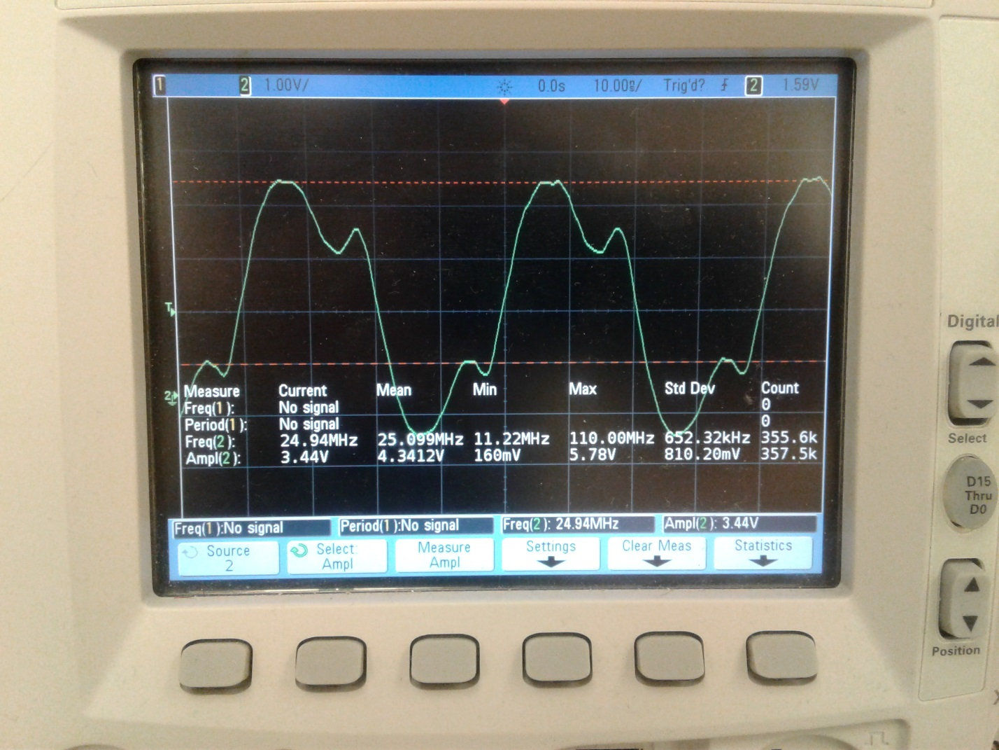 1 2 1.00V/ 0.0s 10.00s/ Trig'd? 2 1.59V
T
2
Measure Current Mean Min Max Std Dev Count
Freq(1): No signal 0
Period(1): No signal 0
Freq(2): 24.94MHz 25.099MHz 11.22MHz 110.00MHz 652.32kHz 355.6k
Ampl(2): 3.44V 4.3412V 160mV 5.78V 810.20mV 357.5k
Freq(1):No signal Period(1):No signal Freq(2): 24.94MHz Ampl(2): 3.44V
Source Select: Measure Settings Clear Meas Statistics
2 Ampl Ampl
Digital
Select
D15
Thru
D0
Position